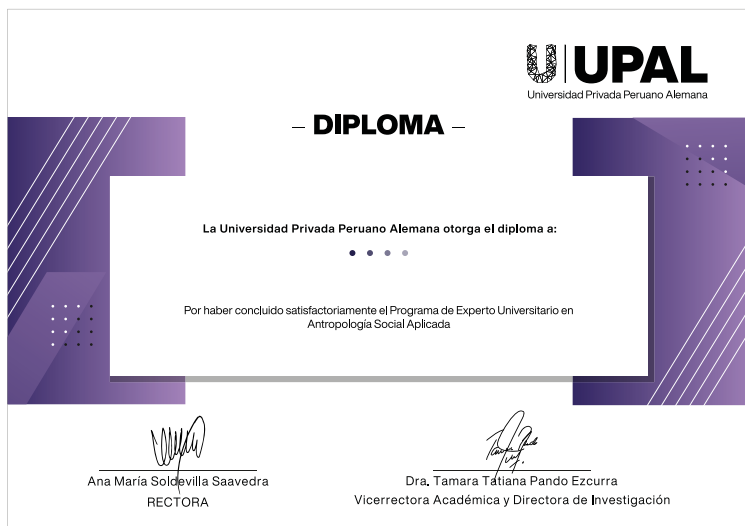 UPAL
Universidad Privada Peruano Alemana
– DIPLOMA –
La Universidad Privada Peruano Alemana otorga el diploma a:
Por haber concluido satisfactoriamente el Programa de Experto Universitario en
Antropología Social Aplicada
Ana María Soldevilla Saavedra
RECTORA
Dra. Tamara Tatiana Pando Ezcurra
Vicerrectora Académica y Directora de Investigación